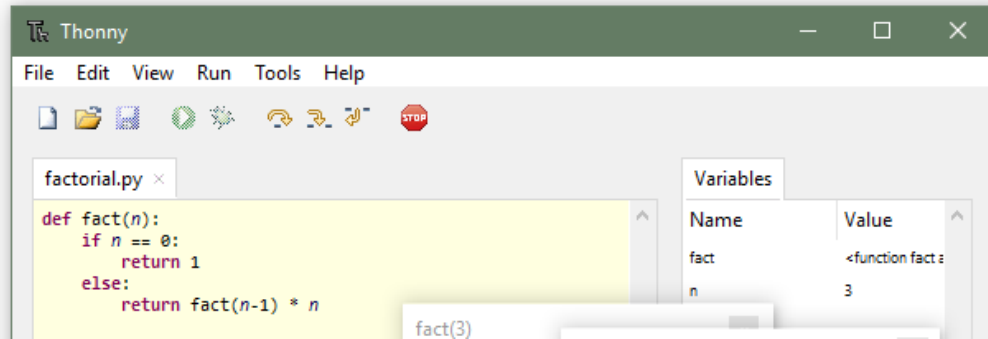 Thonny
File Edit View Run Tools Help
STOP
factorial.py
def fact(n):
    if n == 0:
        return 1
    else:
        return fact(n-1) * n
Variables
Name Value
fact <function fact a
n 3
fact(3)